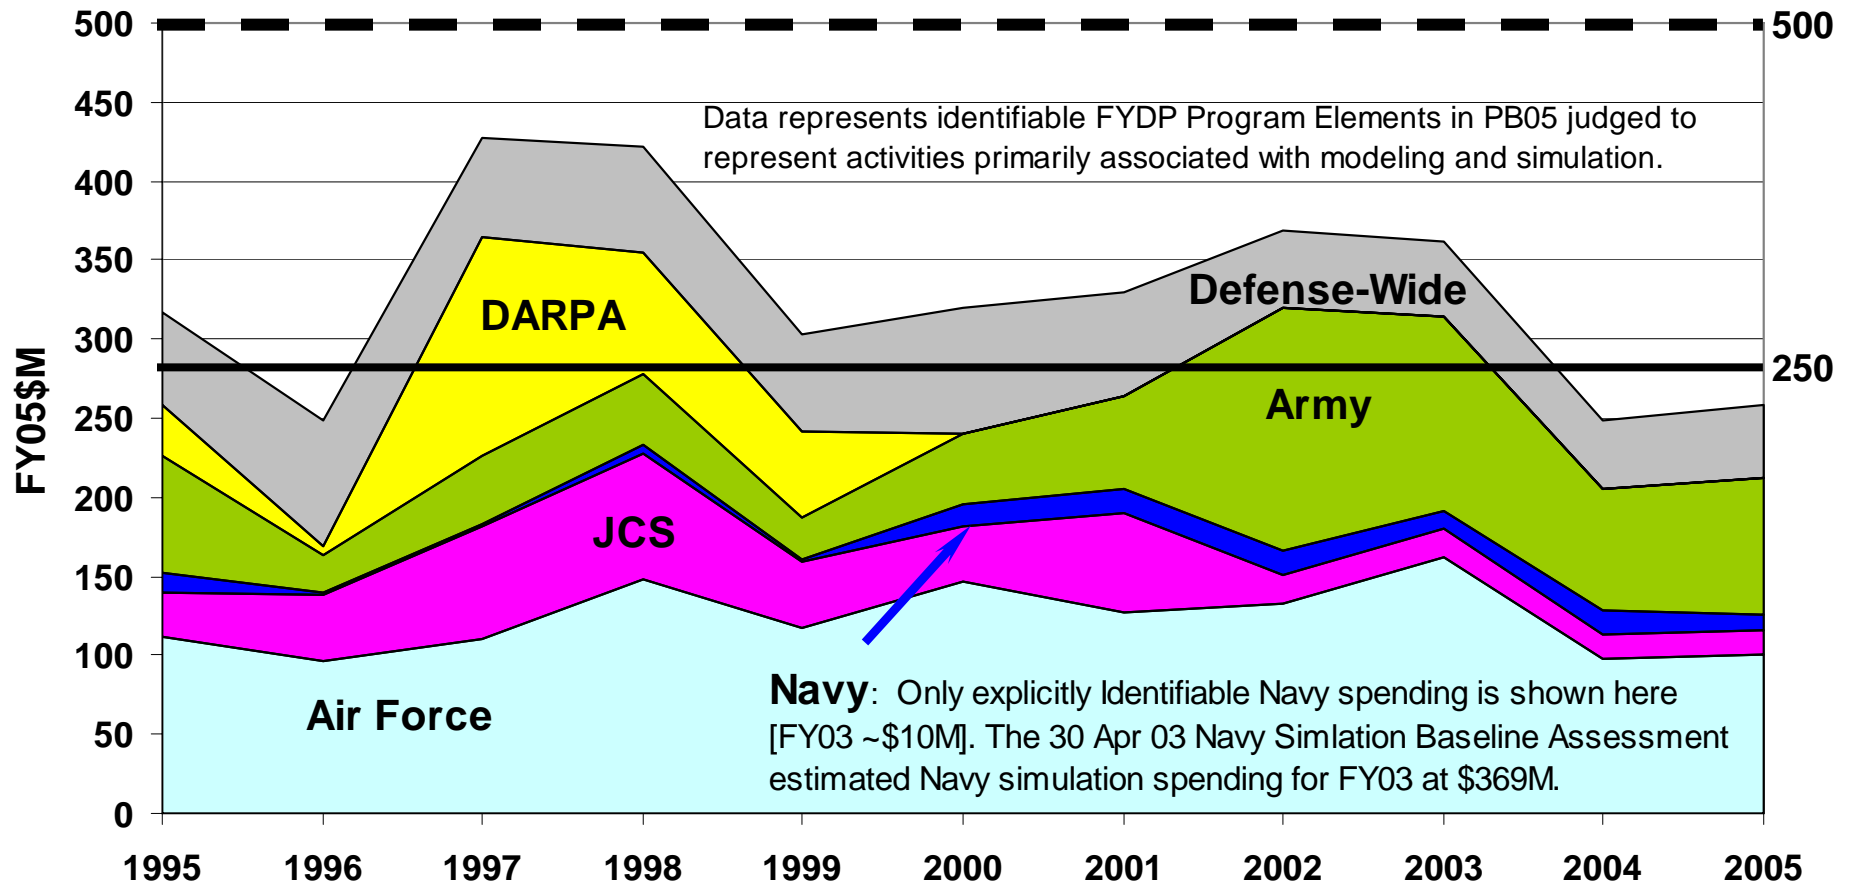 500
500
450
Data represents identifiable FYDP Program Elements in PB05 judged to
represent activities primarily associated with modeling and simulation.
400
350
Defense-Wide
DARPA
300
250
Army
250
FY05$M
200
JCS
150
100
Navy: Only explicitly Identifiable Navy spending is shown here
Air Force
[FY03 ~$10M]. The 30 Apr 03 Navy Simlation Baseline Assessment
50
estimated Navy simulation spending for FY03 at $369M.
0
1995 1996 1997 1998 1999 2000 2001 2002 2003 2004 2005